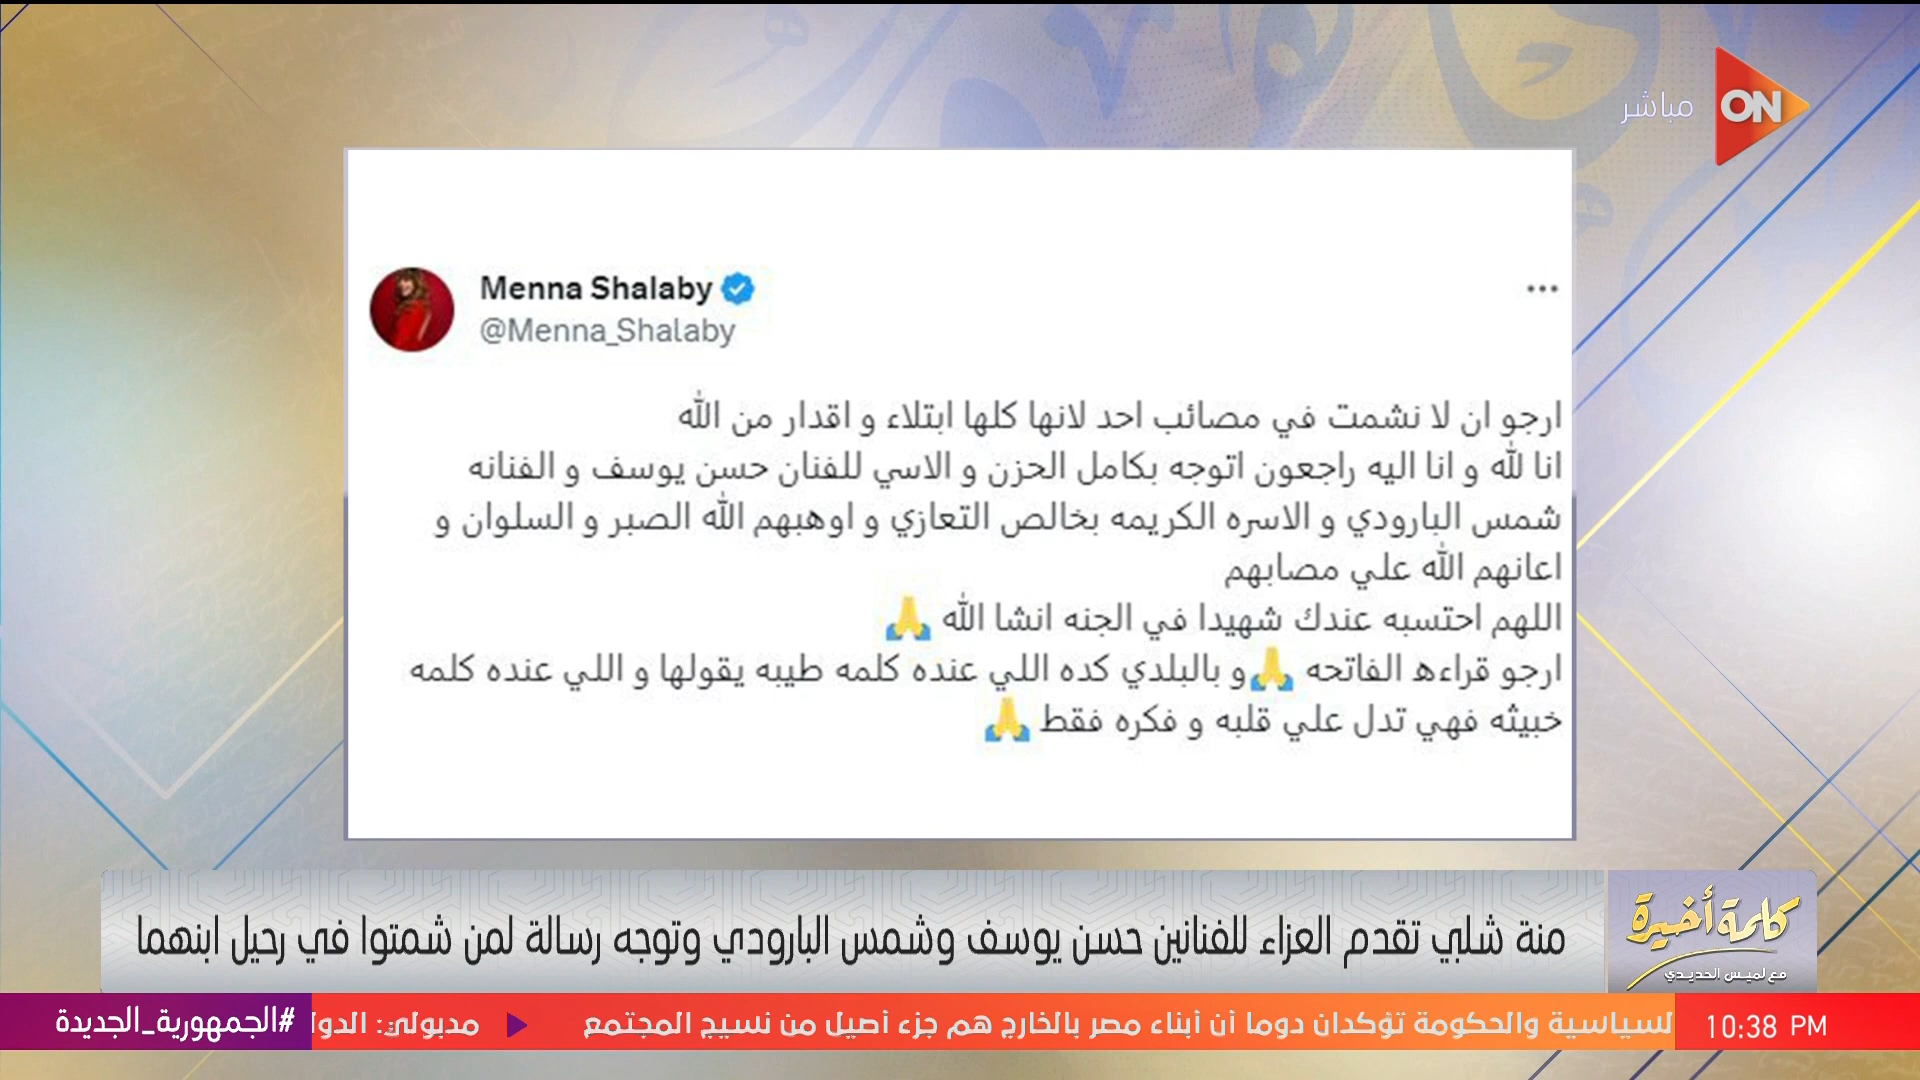 مباشر
ON
Menna Shalaby
@Menna_Shalaby
ارجو ان لا نشمت في مصائب احد لانها كلها ابتلاء و اقدار من الله
انا لله و انا اليه راجعون اتوجه بكامل الحزن و الاسي للفنان حسن يوسف و الفنانه
شمس البارودي و الاسره الكريمه بخالص التعازي و اوهبهم الله الصبر و السلوان و
اعانهم الله علي مصابهم
اللهم احتسبه عندك شهيدا في الجنه انشا الله 🙏
ارجو قراءه الفاتحه 🙏و بالبلدي كده اللي عنده كلمه طيبه يقولها و اللي عنده كلمه
خبيثه فهي تدل علي قلبه و فكره فقط 🙏
كلمة أخيرة
مع لميس الحديدي
منة شلبي تقدم العزاء للفنانين حسن يوسف وشمس البارودي وتوجه رسالة لمن شمتوا في رحيل ابنهما
10:38 PM
لسياسية والحكومة تؤكدان دوما أن أبناء مصر بالخارج هم جزء أصيل من نسيج المجتمع
مدبولي: الدوا
#الجمهورية_الجديدة